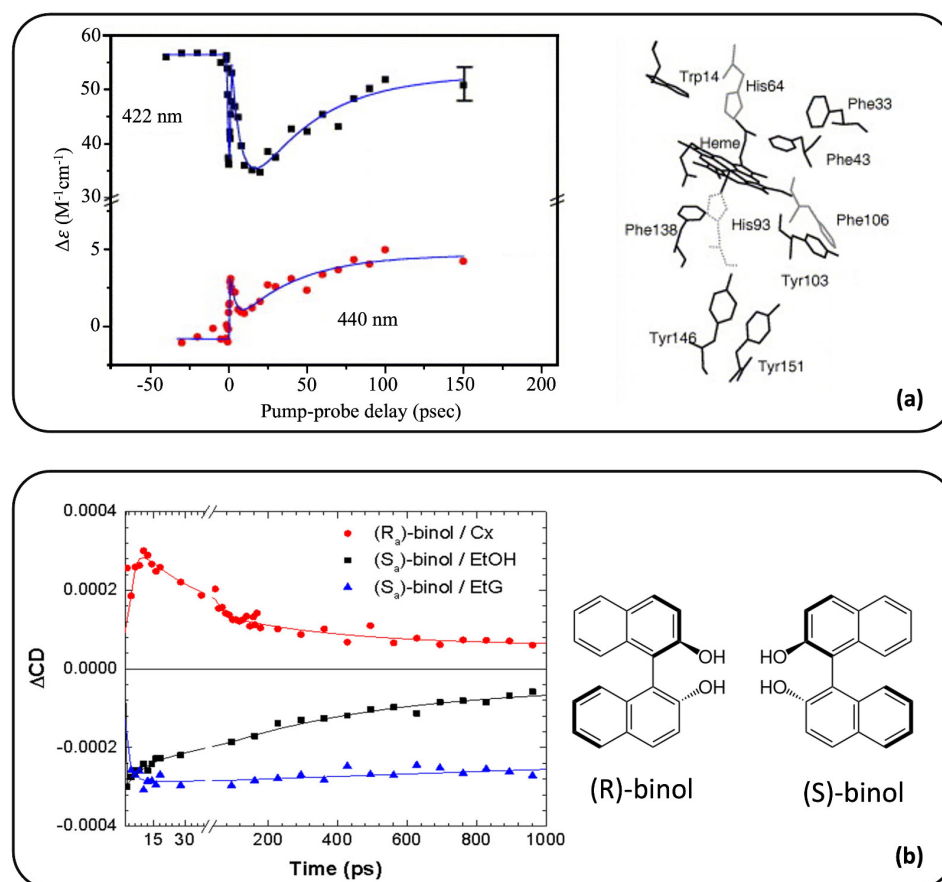 60
50
40
30
5
0
Δε (M⁻¹cm⁻¹)
422 nm
440 nm
-50 0 50 100 150 200
Pump-probe delay (psec)
Trp14
His64
Phe33
Heme
Phe43
Phe106
Phe138
His93
Tyr103
Tyr146
Tyr151
(a)
0.0004
0.0002
0.0000
-0.0002
-0.0004
ΔCD
(Rₐ)-binol / Cx
(Sₐ)-binol / EtOH
(Sₐ)-binol / EtG
15 30 200 400 600 800 1000
Time (ps)
OH
HO
HO
HO
(R)-binol
(S)-binol
(b)